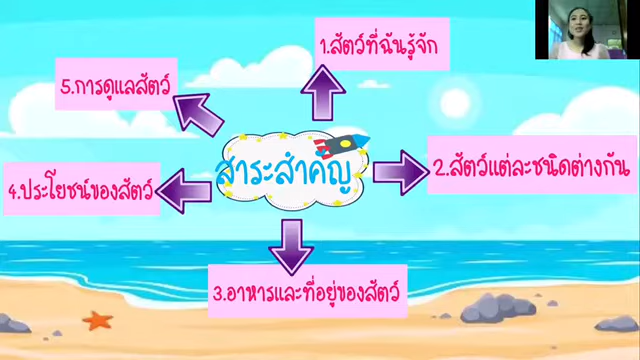 สาระสำคัญ
1.สัตว์ที่ฉันรู้จัก
2.สัตว์แต่ละชนิดต่างกัน
3.อาหารและที่อยู่ของสัตว์
4.ประโยชน์ของสัตว์
5.การดูแลสัตว์